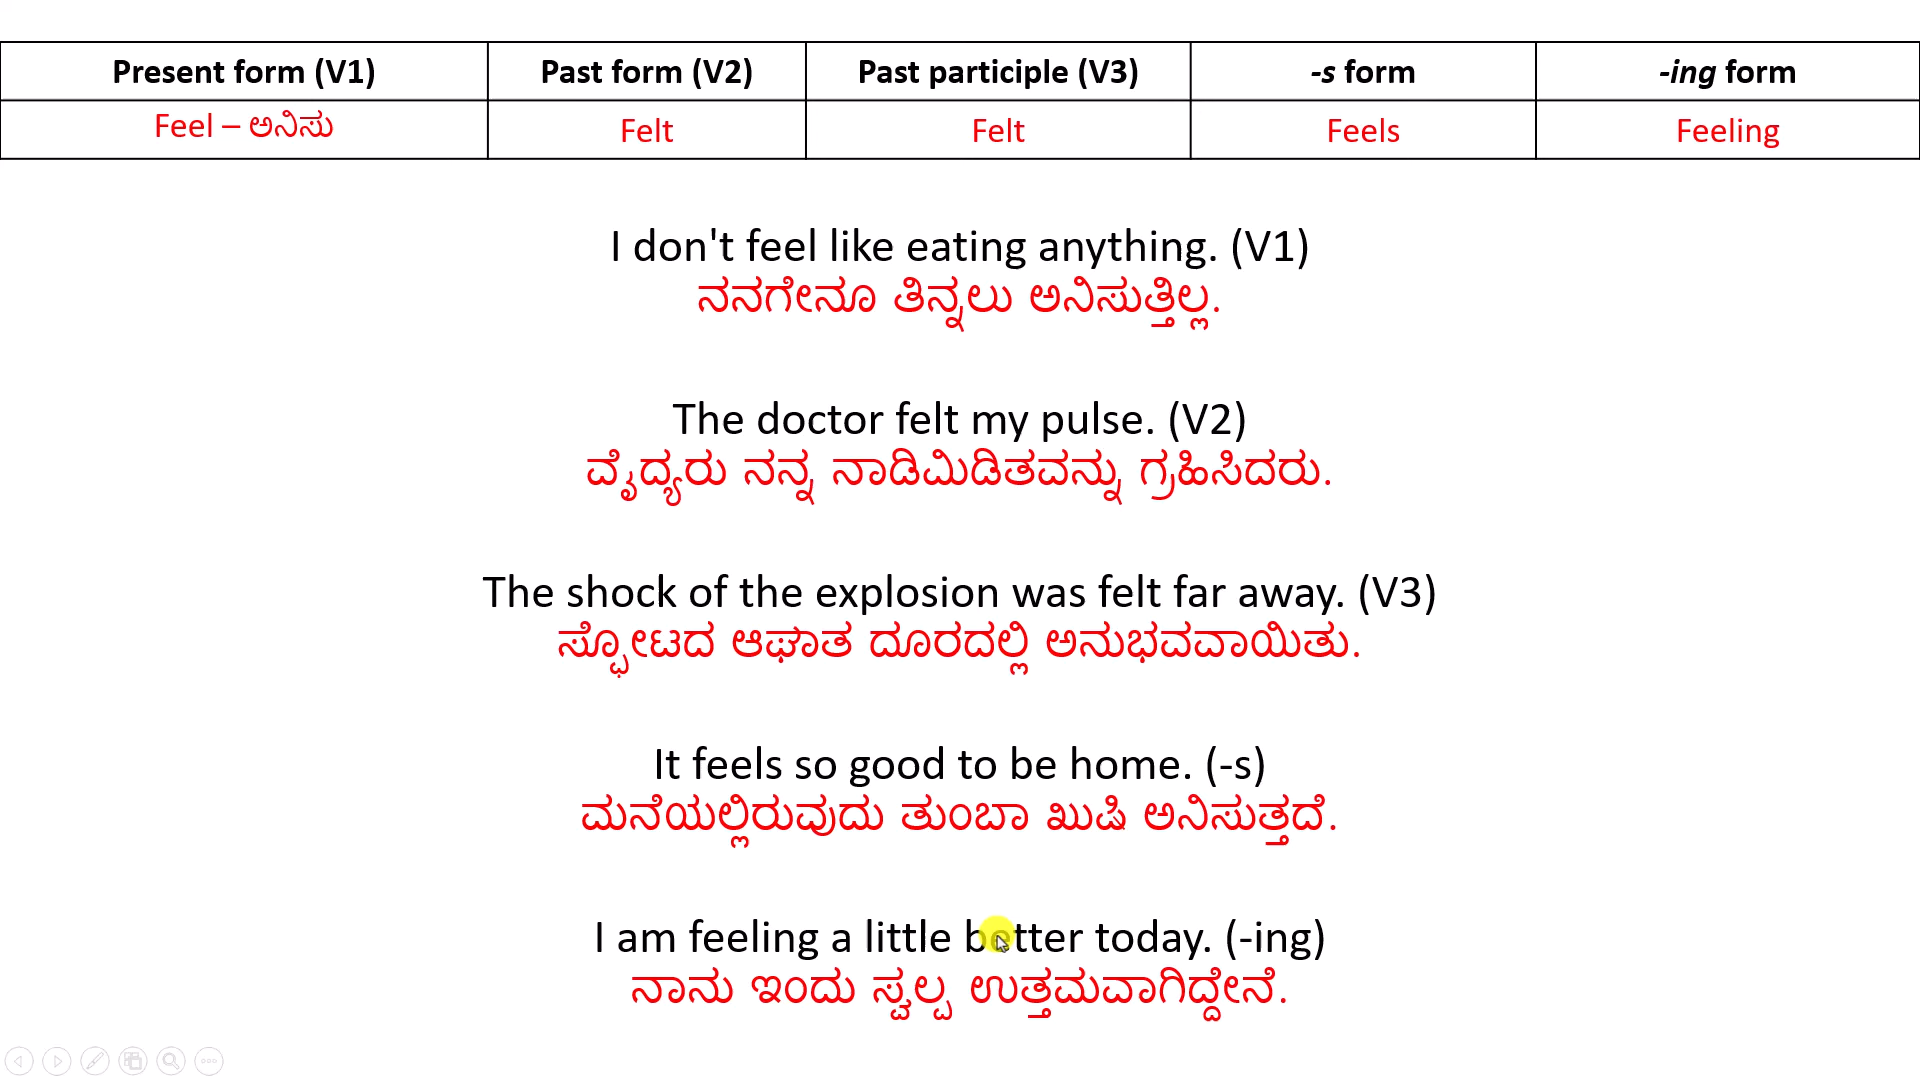 Present form (V1) Past form (V2) Past participle (V3) -s form -ing form
Feel – ಅನಿಸು Felt Felt Feels Feeling
I don't feel like eating anything. (V1)
ನನಗೇನೂ ತಿನ್ನಲು ಅನಿಸುತ್ತಿಲ್ಲ.
The doctor felt my pulse. (V2)
ವೈದ್ಯರು ನನ್ನ ನಾಡಿಮಿಡಿತವನ್ನು ಗ್ರಹಿಸಿದರು.
The shock of the explosion was felt far away. (V3)
ಸ್ಫೋಟದ ಆಘಾತ ದೂರದಲ್ಲಿ ಅನುಭವವಾಯಿತು.
It feels so good to be home. (-s)
ಮನೆಯಲ್ಲಿರುವುದು ತುಂಬಾ ಖುಷಿ ಅನಿಸುತ್ತದೆ.
I am feeling a little better today. (-ing)
ನಾನು ಇಂದು ಸ್ವಲ್ಪ ಉತ್ತಮವಾಗಿದ್ದೇನೆ.